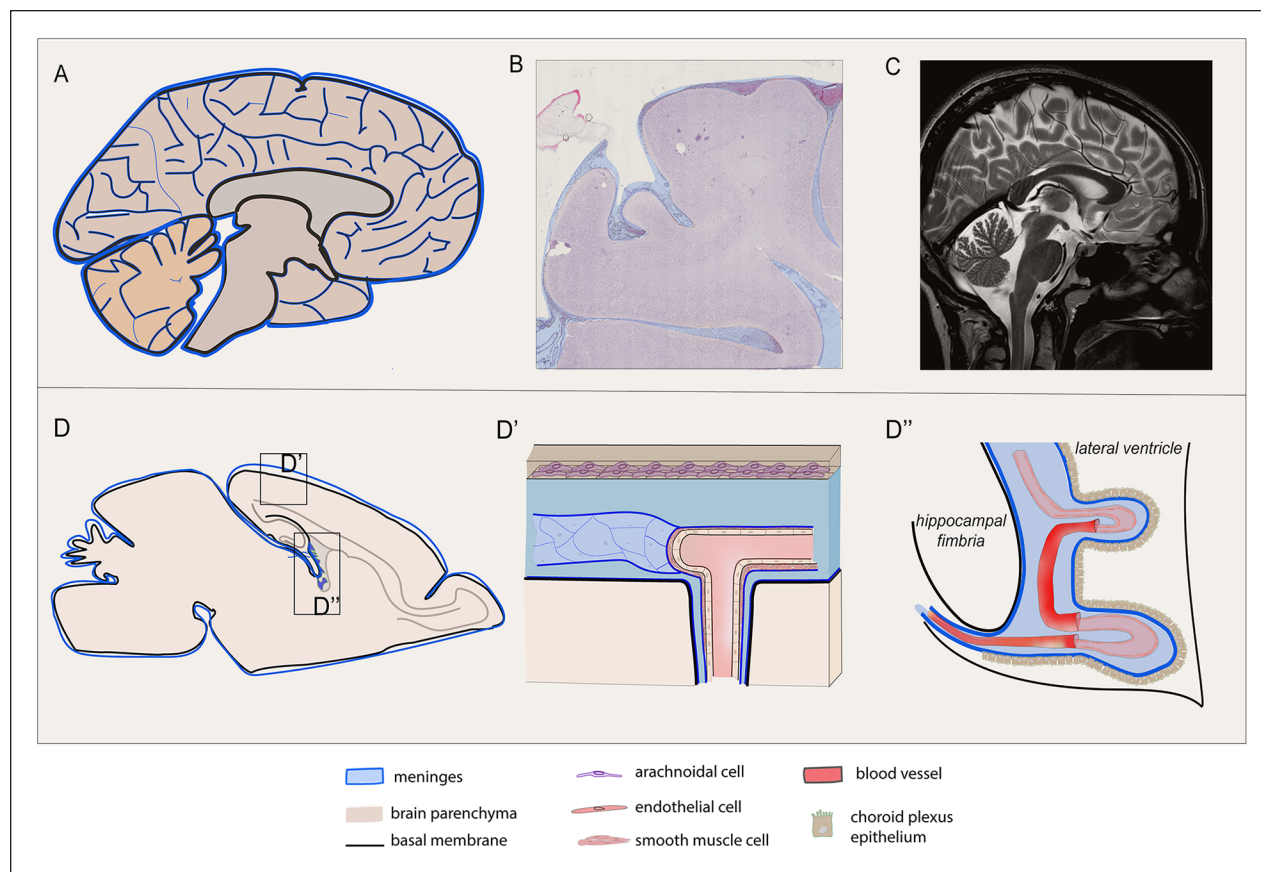 A
B
C
D
D'
D'
D''
D''
lateral ventricle
hippocampal
fimbria
meninges
arachnoidal cell
blood vessel
brain parenchyma
endothelial cell
choroid plexus
epithelium
basal membrane
smooth muscle cell